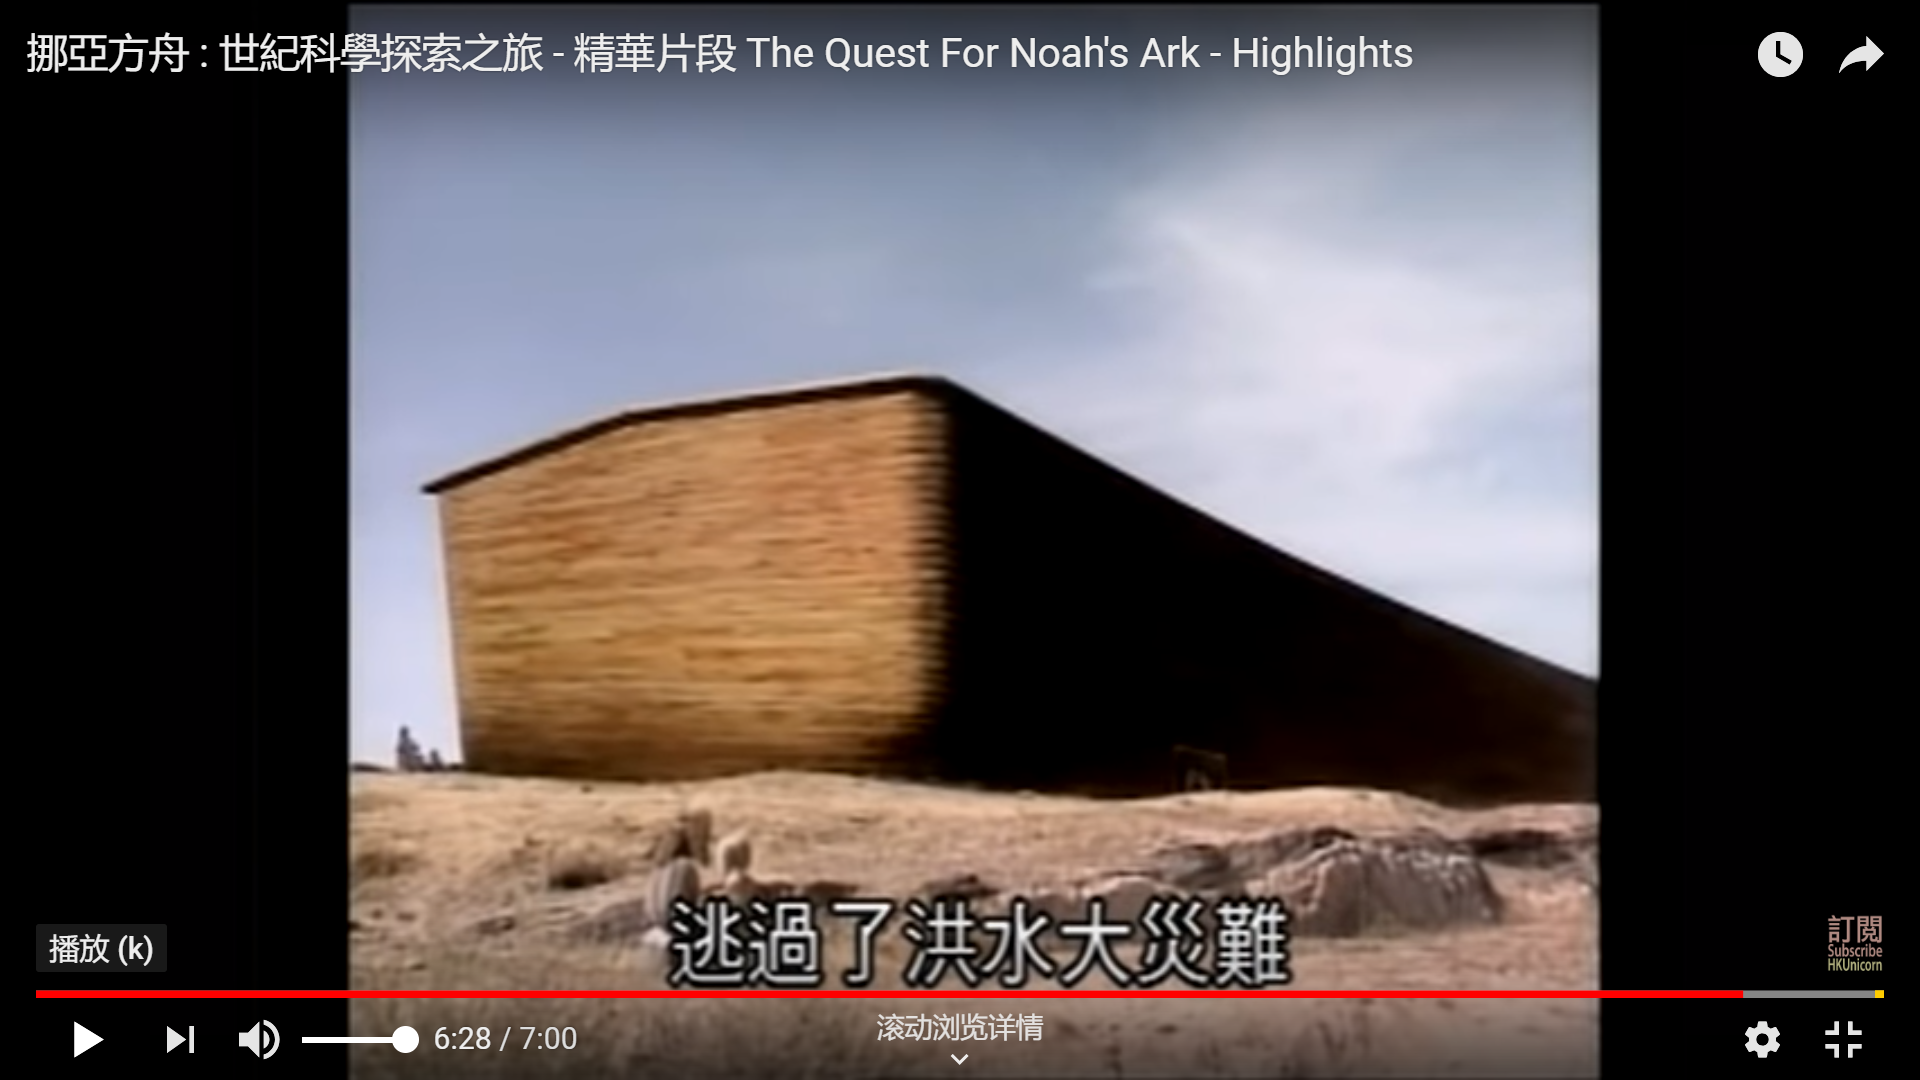 挪亞方舟 : 世紀科學探索之旅 - 精華片段 The Quest For Noah's Ark - Highlights
逃過了洪水大災難
訂閱
Subscribe
HKUnicorn
播放 (k)
6:28 / 7:00
滚动浏览详情